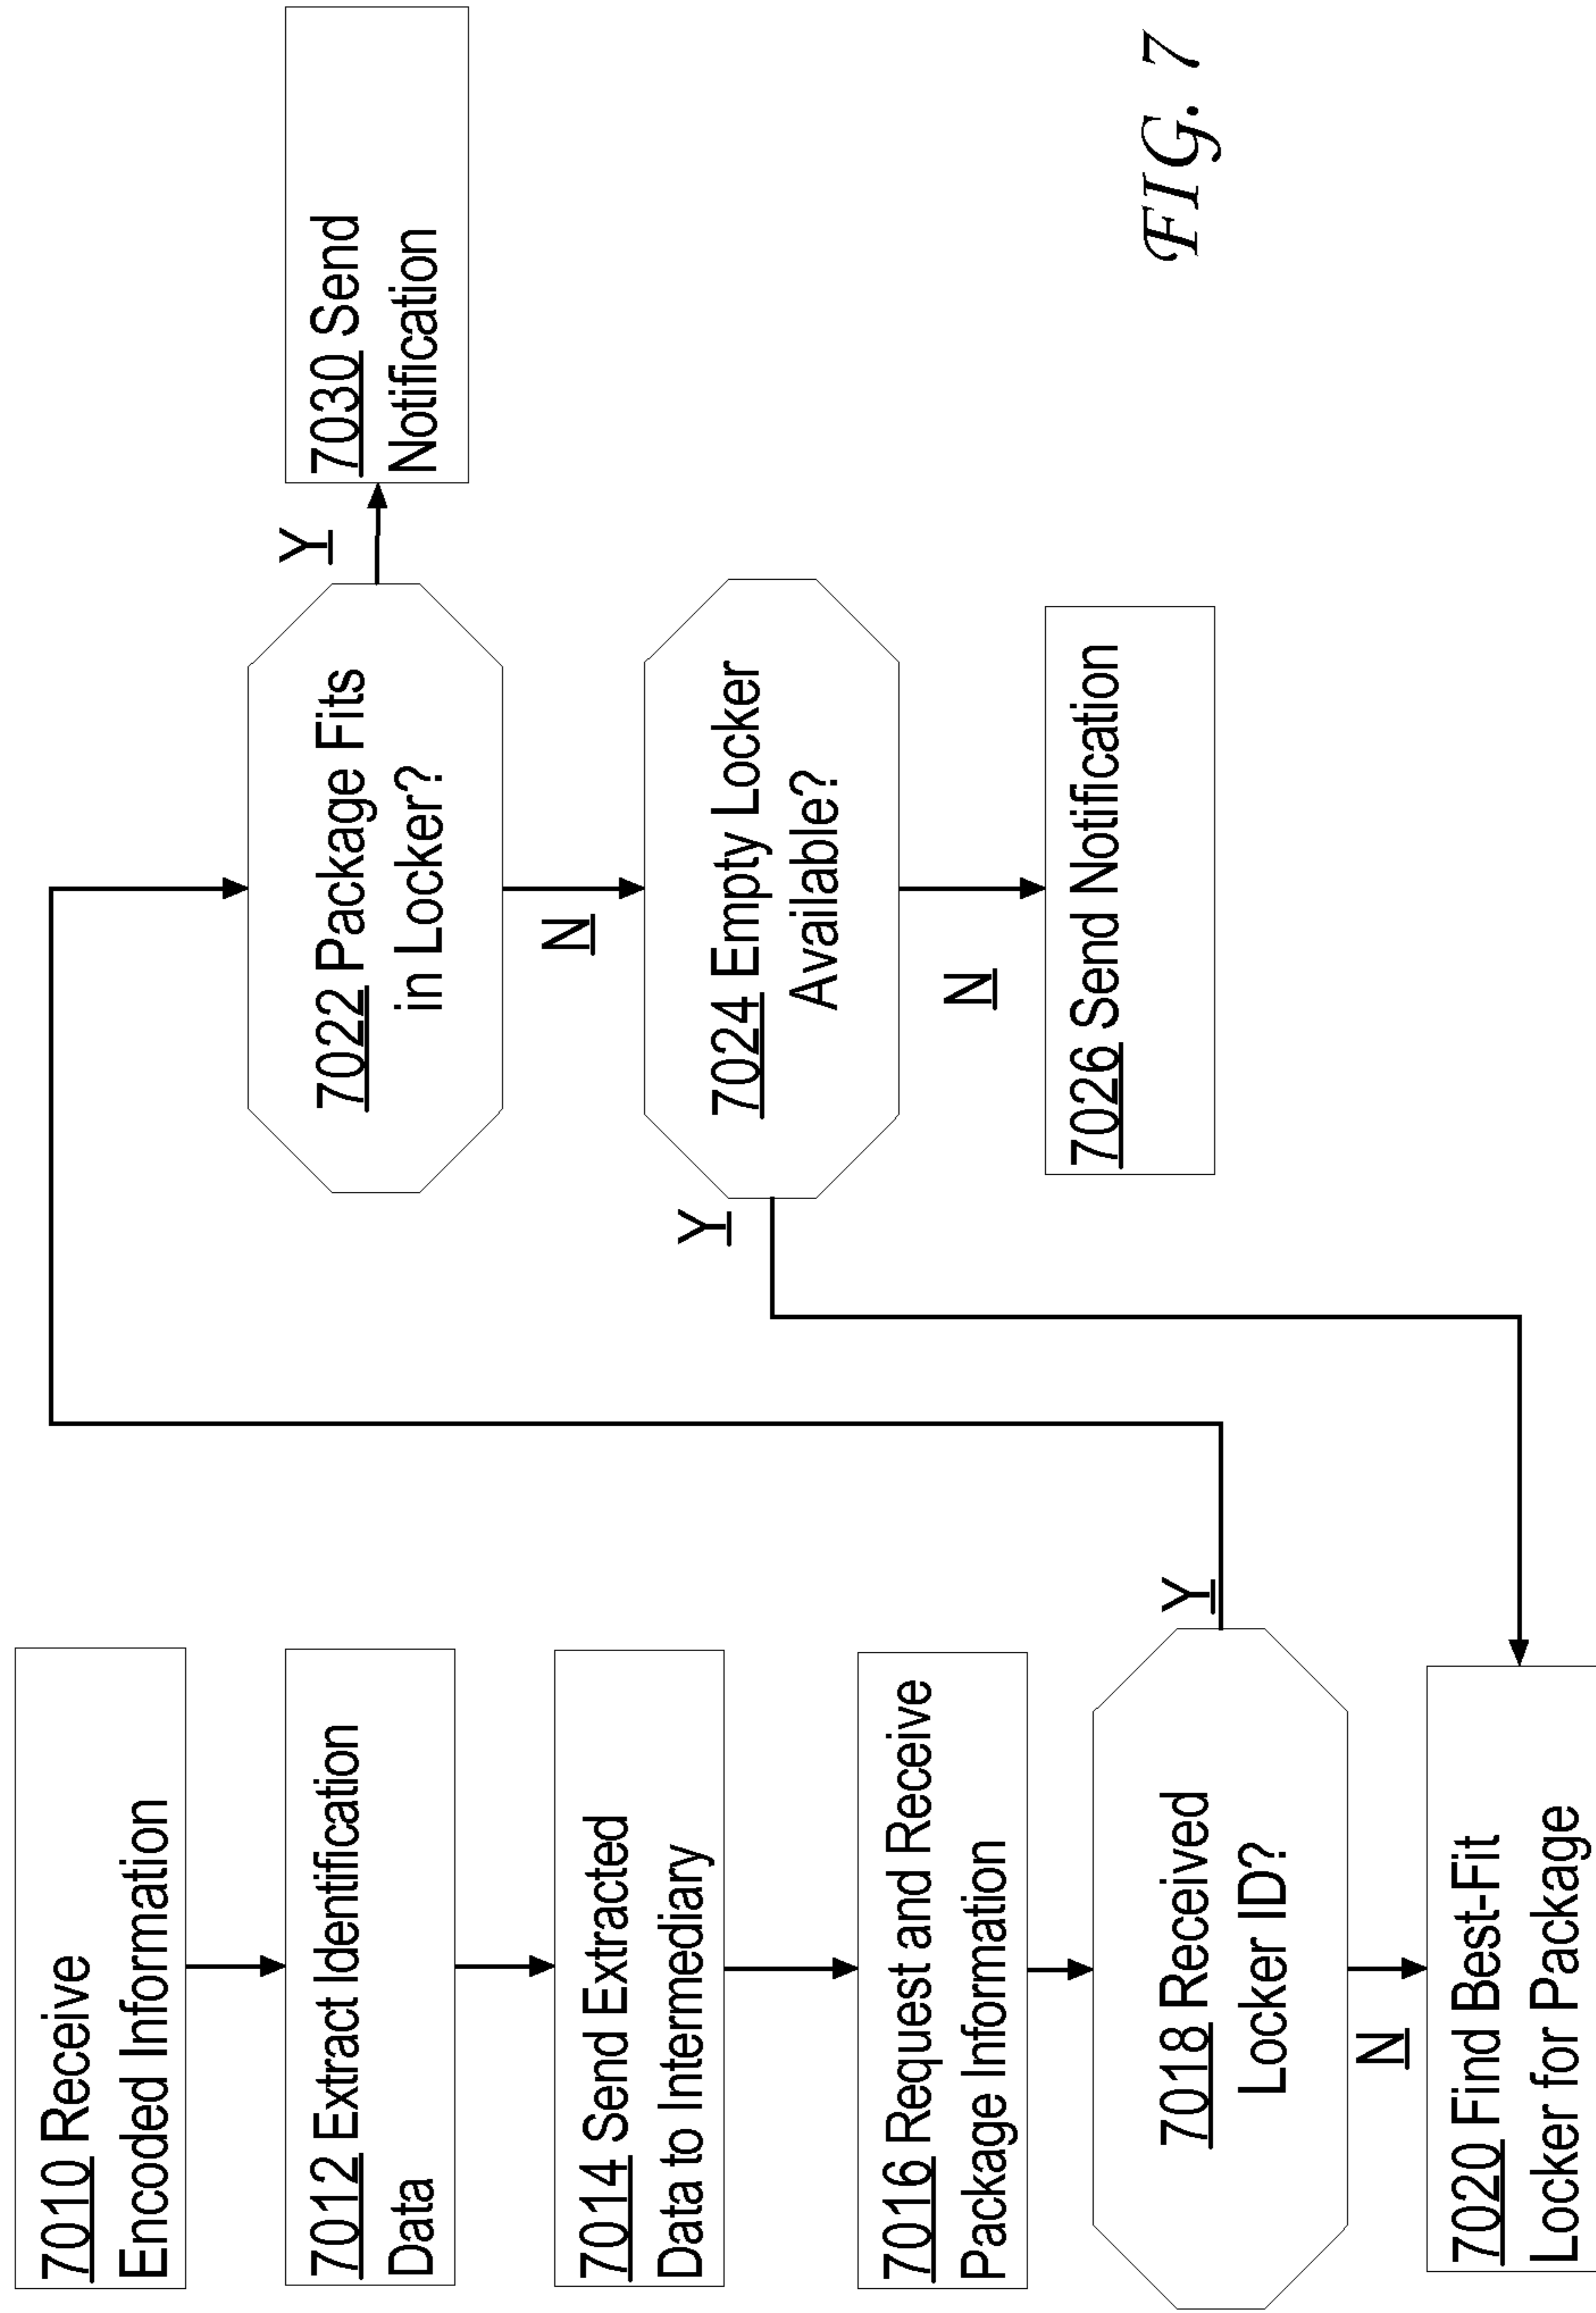 7010 Receive
Encoded Information
7012 Extract Identification
Data
7014 Send Extracted
Data to Intermediary
7016 Request and Receive
Package Information
7018 Received
Locker ID?
Y
N
7020 Find Best-Fit
Locker for Package
7022 Package Fits
in Locker?
Y
N
7030 Send
Notification
7024 Empty Locker
Available?
Y
N
7026 Send Notification
FIG. 7